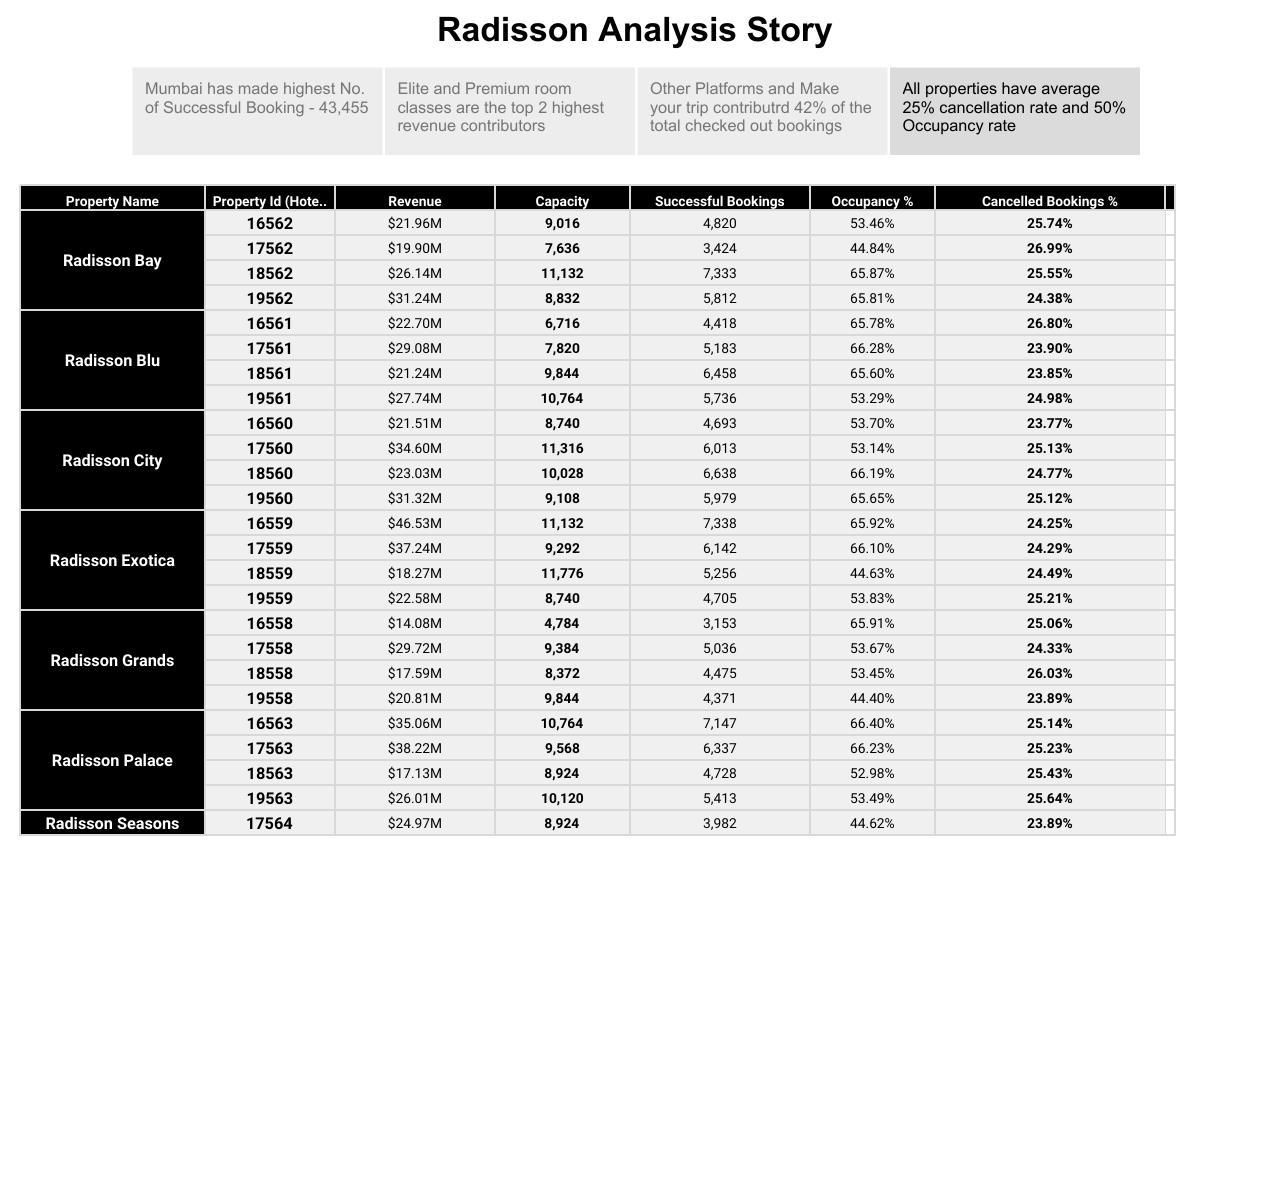 Radisson Analysis Story
Mumbai has made highest No.
of Successful Booking - 43,455
Elite and Premium room
classes are the top 2 highest
revenue contributors
Other Platforms and Make
your trip contributrd 42% of the
total checked out bookings
All properties have average
25% cancellation rate and 50%
Occupancy rate
Property Name Property Id (Hote.. Revenue Capacity Successful Bookings Occupancy % Cancelled Bookings %
Radisson Bay
16562 $21.96M 9,016 4,820 53.46% 25.74%
17562 $19.90M 7,636 3,424 44.84% 26.99%
18562 $26.14M 11,132 7,333 65.87% 25.55%
19562 $31.24M 8,832 5,812 65.81% 24.38%
Radisson Blu
16561 $22.70M 6,716 4,418 65.78% 26.80%
17561 $29.08M 7,820 5,183 66.28% 23.90%
18561 $21.24M 9,844 6,458 65.60% 23.85%
19561 $27.74M 10,764 5,736 53.29% 24.98%
Radisson City
16560 $21.51M 8,740 4,693 53.70% 23.77%
17560 $34.60M 11,316 6,013 53.14% 25.13%
18560 $23.03M 10,028 6,638 66.19% 24.77%
19560 $31.32M 9,108 5,979 65.65% 25.12%
Radisson Exotica
16559 $46.53M 11,132 7,338 65.92% 24.25%
17559 $37.24M 9,292 6,142 66.10% 24.29%
18559 $18.27M 11,776 5,256 44.63% 24.49%
19559 $22.58M 8,740 4,705 53.83% 25.21%
Radisson Grands
16558 $14.08M 4,784 3,153 65.91% 25.06%
17558 $29.72M 9,384 5,036 53.67% 24.33%
18558 $17.59M 8,372 4,475 53.45% 26.03%
19558 $20.81M 9,844 4,371 44.40% 23.89%
Radisson Palace
16563 $35.06M 10,764 7,147 66.40% 25.14%
17563 $38.22M 9,568 6,337 66.23% 25.23%
18563 $17.13M 8,924 4,728 52.98% 25.43%
19563 $26.01M 10,120 5,413 53.49% 25.64%
Radisson Seasons 17564 $24.97M 8,924 3,982 44.62% 23.89%